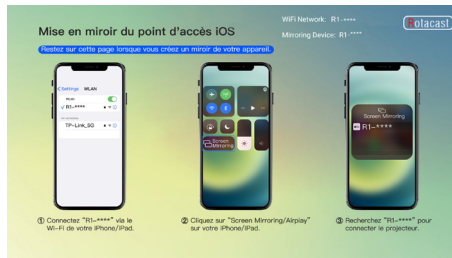 Mise en miroir du point d'accès iOS
WiFi Network: R1-****
Mirroring Device: R1-****
Rotacast
Restez sur cette page lorsque vous créez un miroir de votre appareil.
Settings WLAN
WLAN
R1-****
TP-Link_5G
Screen Mirroring
Screen Mirroring
R1-****
① Connectez "R1-****" via le
Wi-Fi de votre iPhone/iPad.
② Cliquez sur "Screen Mirroring/Airplay"
sur votre iPhone/iPad.
③ Recherchez "R1-****" pour
connecter le projecteur.